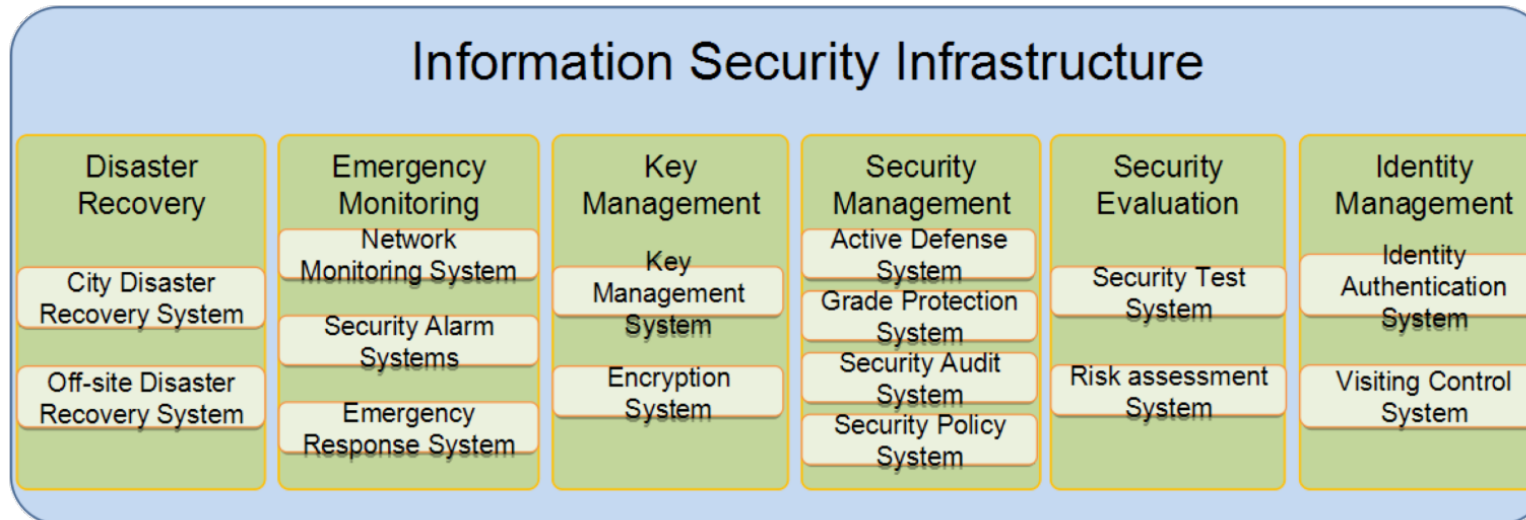 Information Security Infrastructure
Disaster
Recovery
City Disaster
Recovery System
Off-site Disaster
Recovery System
Emergency
Monitoring
Network
Monitoring System
Security Alarm
Systems
Emergency
Response System
Key
Management
Key
Management
System
Encryption
System
Security
Management
Active Defense
System
Grade Protection
System
Security Audit
System
Security Policy
System
Security
Evaluation
Security Test
System
Risk assessment
System
Identity
Management
Identity
Authentication
System
Visiting Control
System